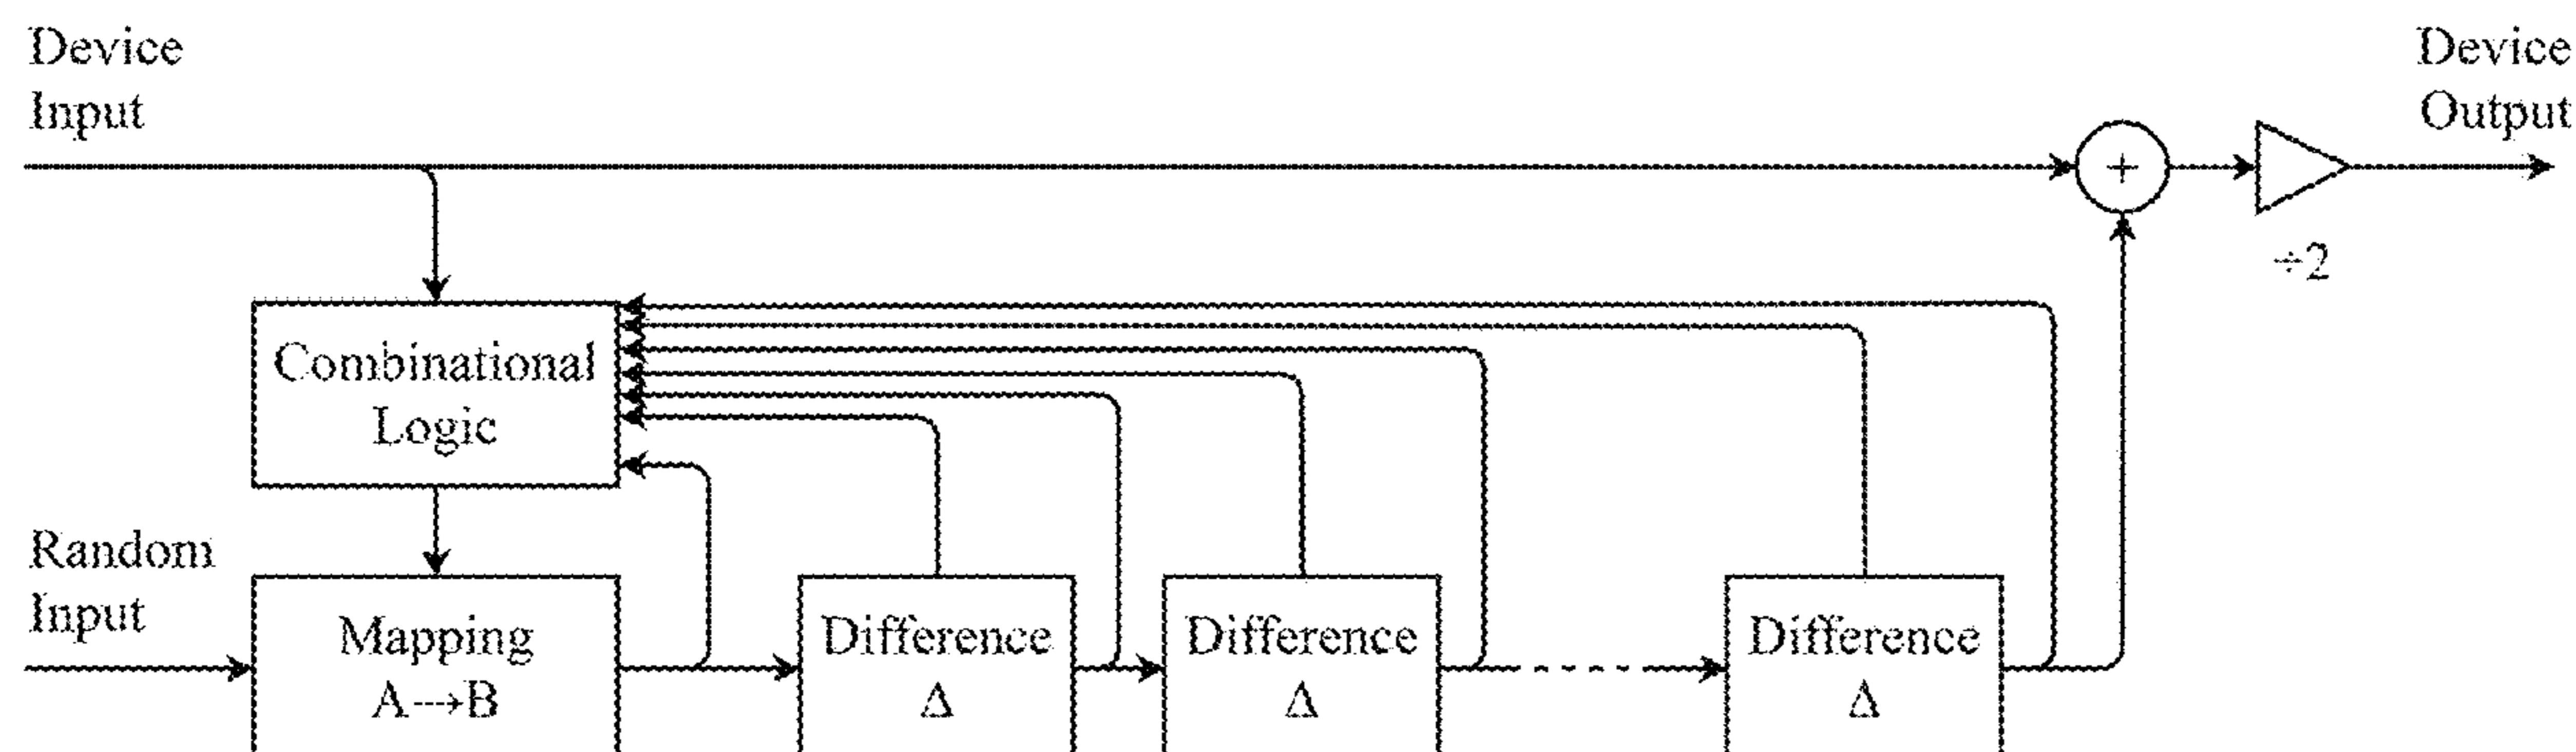 Device
Input
Device
Output
+
÷2
Combinational
Logic
Random
Input
Mapping
A→B
Difference
Δ
Difference
Δ
Difference
Δ